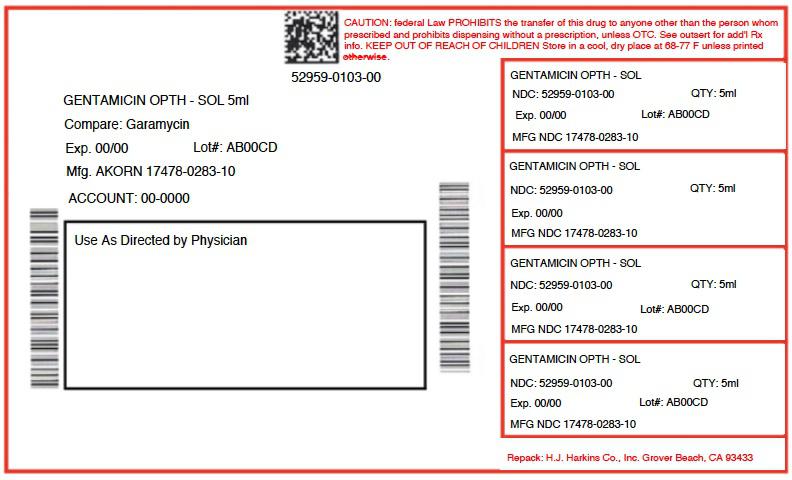 CAUTION: federal Law PROHIBITS the transfer of this drug to anyone other than the person whom
prescribed and prohibits dispensing without a prescription, unless OTC. See outsert for add'l Rx
info. KEEP OUT OF REACH OF CHILDREN Store in a cool, dry place at 68-77 F unless printed
otherwise.
52959-0103-00
GENTAMICIN OPTH - SOL 5ml
Compare: Garamycin
Exp. 00/00 Lot#: AB00CD
Mfg. AKORN 17478-0283-10
ACCOUNT: 00-0000
Use As Directed by Physician
GENTAMICIN OPTH - SOL
NDC: 52959-0103-00 QTY: 5ml
Exp. 00/00 Lot#: AB00CD
MFG NDC 17478-0283-10
GENTAMICIN OPTH - SOL
NDC: 52959-0103-00 QTY: 5ml
Exp. 00/00
MFG NDC 17478-0283-10
GENTAMICIN OPTH - SOL
NDC: 52959-0103-00 QTY: 5ml
Exp. 00/00 Lot#: AB00CD
MFG NDC 17478-0283-10
GENTAMICIN OPTH - SOL
NDC: 52959-0103-00 QTY: 5ml
Exp. 00/00 Lot#: AB00CD
MFG NDC 17478-0283-10
Repack: H.J. Harkins Co., Inc. Grover Beach, CA 93433